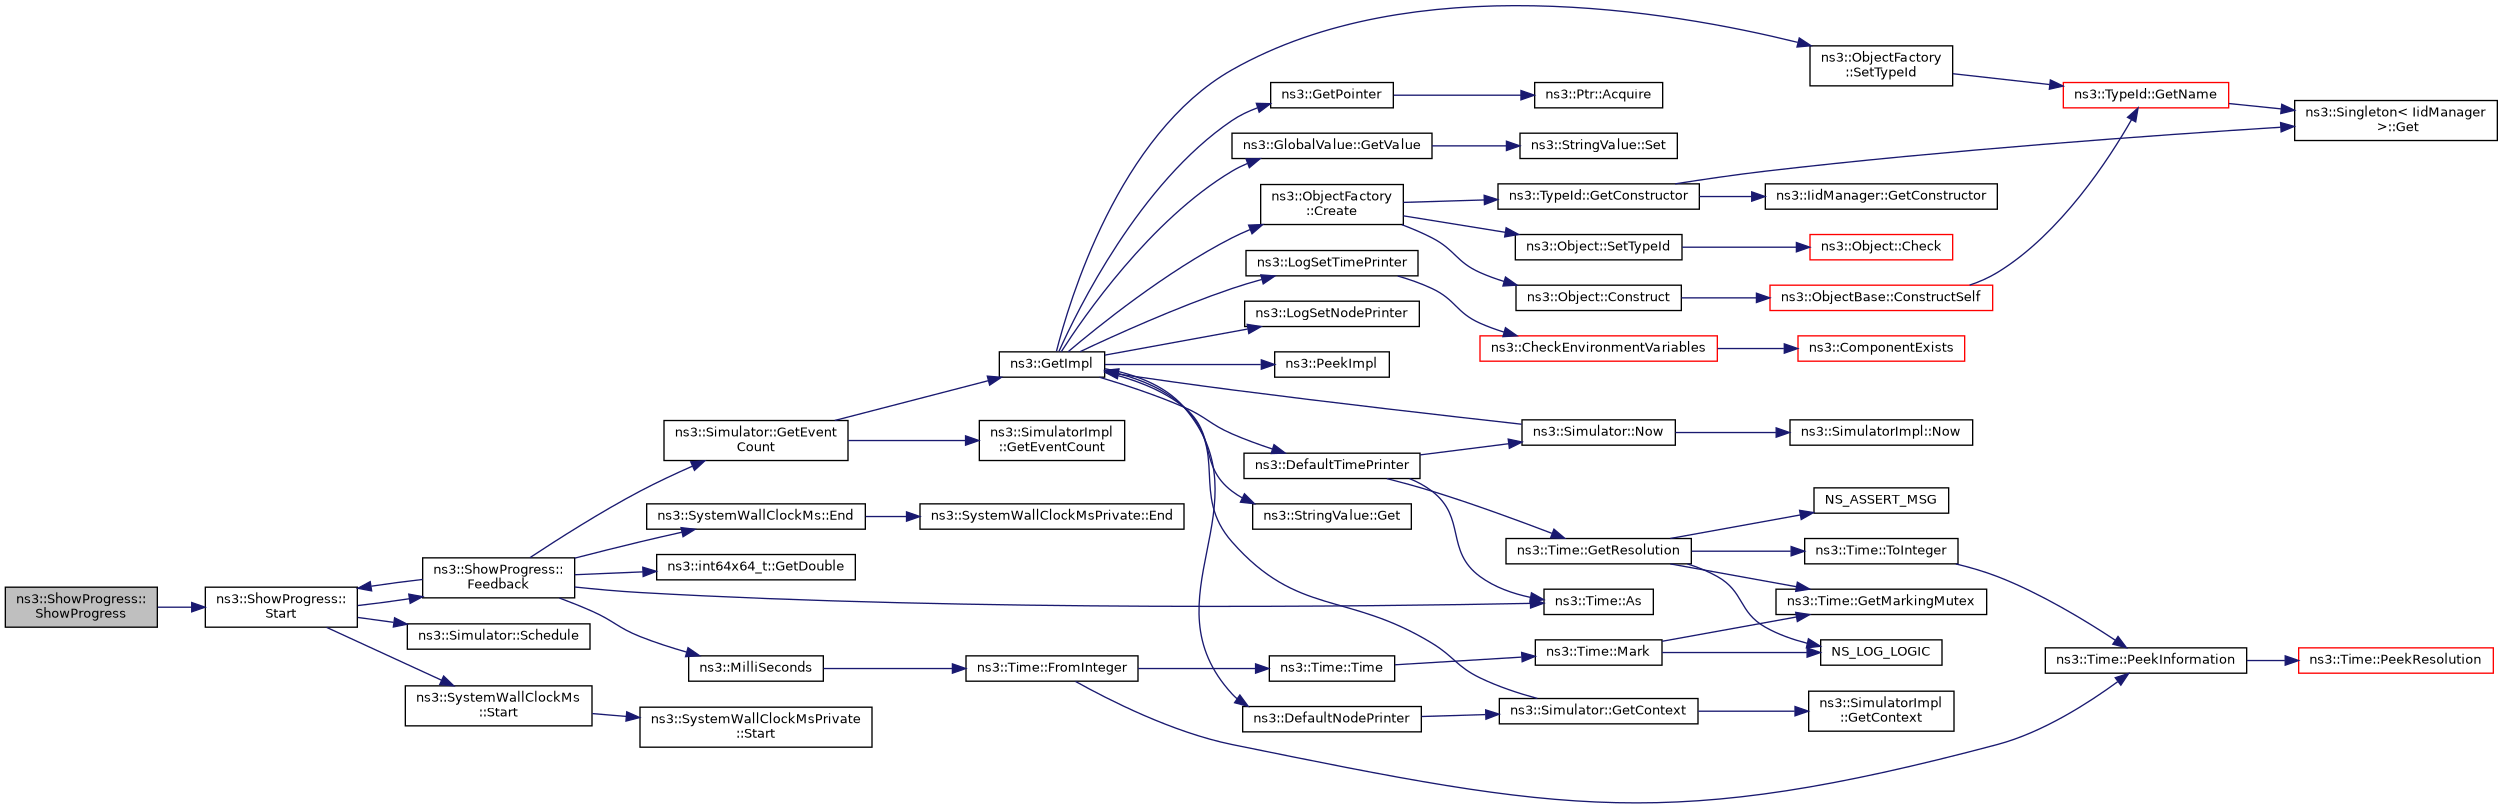 ns3::ShowProgress::
ShowProgress
ns3::ShowProgress::
Start
ns3::ShowProgress::
Feedback
ns3::Simulator::Schedule
ns3::SystemWallClockMs
::Start
ns3::Simulator::GetEvent
Count
ns3::SystemWallClockMs::End
ns3::int64x64_t::GetDouble
ns3::MilliSeconds
ns3::SystemWallClockMsPrivate
::Start
ns3::GetImpl
ns3::SimulatorImpl
::GetEventCount
ns3::SystemWallClockMsPrivate::End
ns3::Time::FromInteger
ns3::GetPointer
ns3::GlobalValue::GetValue
ns3::ObjectFactory
::Create
ns3::LogSetTimePrinter
ns3::LogSetNodePrinter
ns3::PeekImpl
ns3::DefaultTimePrinter
ns3::StringValue::Get
ns3::Time::Time
ns3::DefaultNodePrinter
ns3::Ptr::Acquire
ns3::StringValue::Set
ns3::TypeId::GetConstructor
ns3::Object::SetTypeId
ns3::Object::Construct
ns3::CheckEnvironmentVariables
ns3::Simulator::Now
ns3::Time::GetResolution
ns3::Time::As
ns3::Time::Mark
ns3::Simulator::GetContext
ns3::ObjectFactory
::SetTypeId
ns3::IidManager::GetConstructor
ns3::Object::Check
ns3::ObjectBase::ConstructSelf
ns3::ComponentExists
ns3::SimulatorImpl::Now
NS_ASSERT_MSG
ns3::Time::ToInteger
ns3::Time::GetMarkingMutex
NS_LOG_LOGIC
ns3::SimulatorImpl
::GetContext
ns3::TypeId::GetName
ns3::Time::PeekInformation
ns3::Singleton< IidManager
>::Get
ns3::Time::PeekResolution